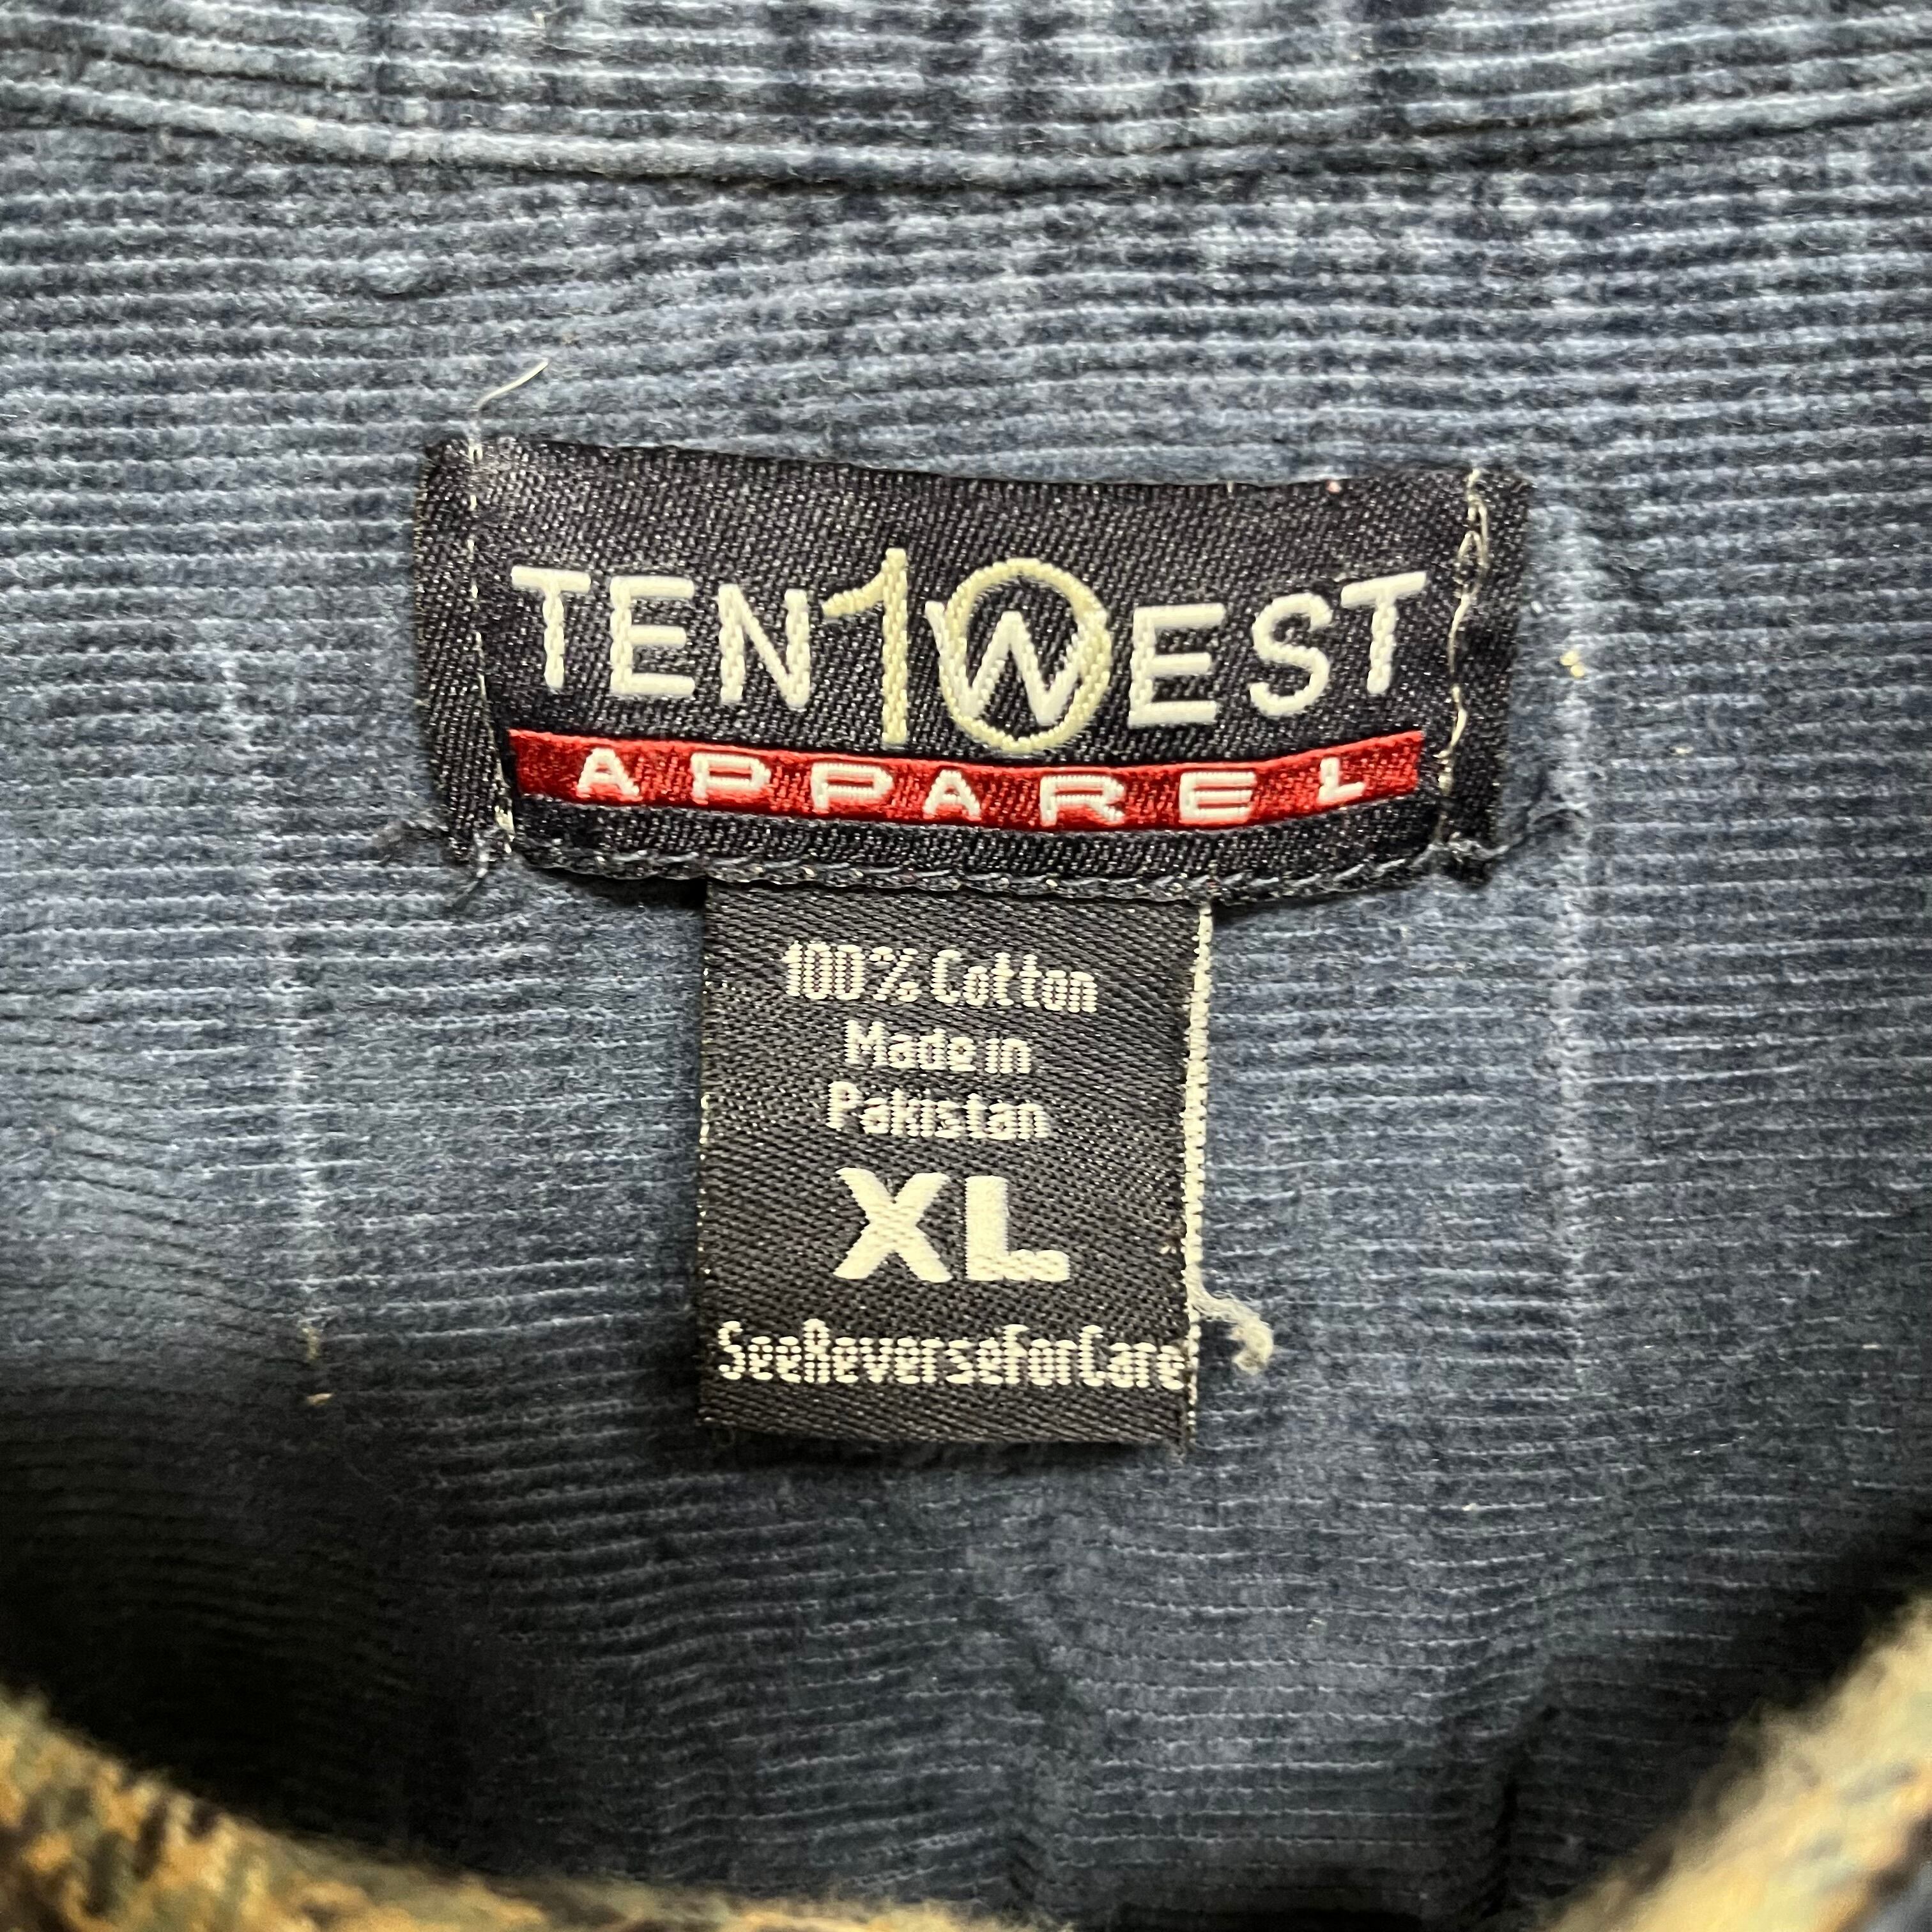 TEN10WEST
APPAREL
100% Cotton
Made in
Pakistan
XL
SeeReverseForCare